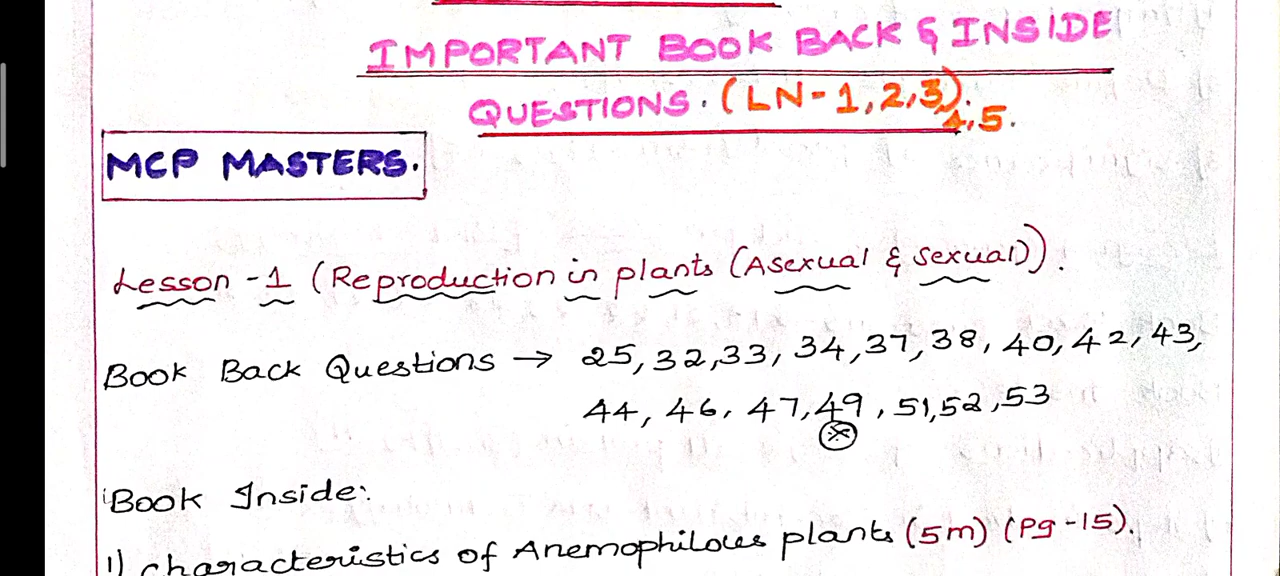 IMPORTANT BOOK BACK & INSIDE
QUESTIONS. (LN-1,2,3).
4,5.
MCP MASTERS.
Lesson -1 (Reproduction in plants (Asexual & sexual)).
Book Back Questions → 25, 32, 33, 34, 37, 38, 40, 42, 43,
44, 46, 47, 49, 51, 52, 53
Book Inside:
1) characteristics of Anemophilous plants (5m) (Pg-15).